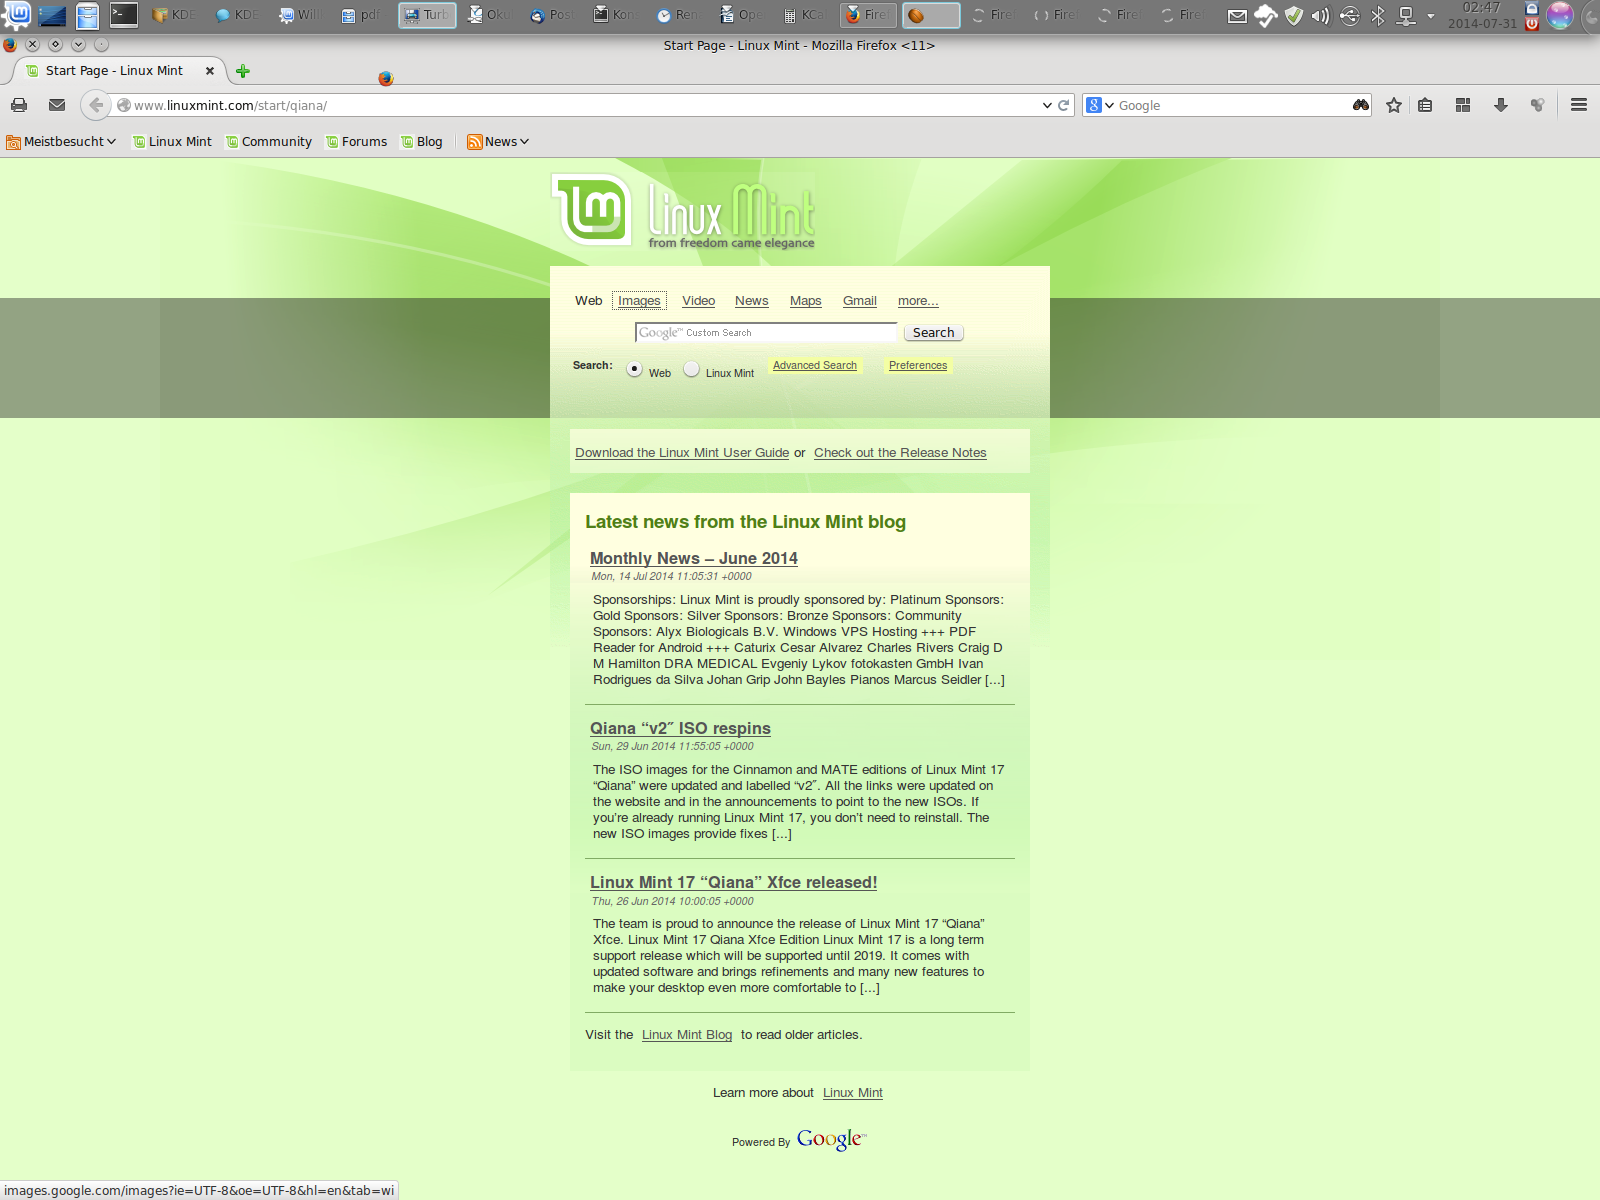 KDE
KDE
Willk
pdf
Turb
Oku
Post
Kon
Ren
Ope
KCa
Firef
Firef
Firef
Firef
Firef
02:47
2014-07-31
Start Page - Linux Mint - Mozilla Firefox <11>
Start Page - Linux Mint
www.linuxmint.com/start/qiana/
Google
Meistbesucht
Linux Mint
Community
Forums
Blog
News
Linux Mint
from freedom came elegance
Web Images Video News Maps Gmail more...
Google™ Custom Search
Search
Search: Web Linux Mint Advanced Search Preferences
Download the Linux Mint User Guide or Check out the Release Notes
Latest news from the Linux Mint blog
Monthly News – June 2014
Mon, 14 Jul 2014 11:05:31 +0000
Sponsorships: Linux Mint is proudly sponsored by: Platinum Sponsors:
Gold Sponsors: Silver Sponsors: Bronze Sponsors: Community
Sponsors: Alyx Biologicals B.V. Windows VPS Hosting +++ PDF
Reader for Android +++ Caturix Cesar Alvarez Charles Rivers Craig D
M Hamilton DRA MEDICAL Evgeniy Lykov fotokasten GmbH Ivan
Rodrigues da Silva Johan Grip John Bayles Pianos Marcus Seidler [...]
Qiana “v2″ ISO respins
Sun, 29 Jun 2014 11:55:05 +0000
The ISO images for the Cinnamon and MATE editions of Linux Mint 17
“Qiana” were updated and labelled “v2″. All the links were updated on
the website and in the announcements to point to the new ISOs. If
you’re already running Linux Mint 17, you don’t need to reinstall. The
new ISO images provide fixes [...]
Linux Mint 17 “Qiana” Xfce released!
Thu, 26 Jun 2014 10:00:05 +0000
The team is proud to announce the release of Linux Mint 17 “Qiana”
Xfce. Linux Mint 17 Qiana Xfce Edition Linux Mint 17 is a long term
support release which will be supported until 2019. It comes with
updated software and brings refinements and many new features to
make your desktop even more comfortable to [...]
Visit the Linux Mint Blog to read older articles.
Learn more about Linux Mint
Powered By Google™
images.google.com/images?ie=UTF-8&oe=UTF-8&hl=en&tab=wi